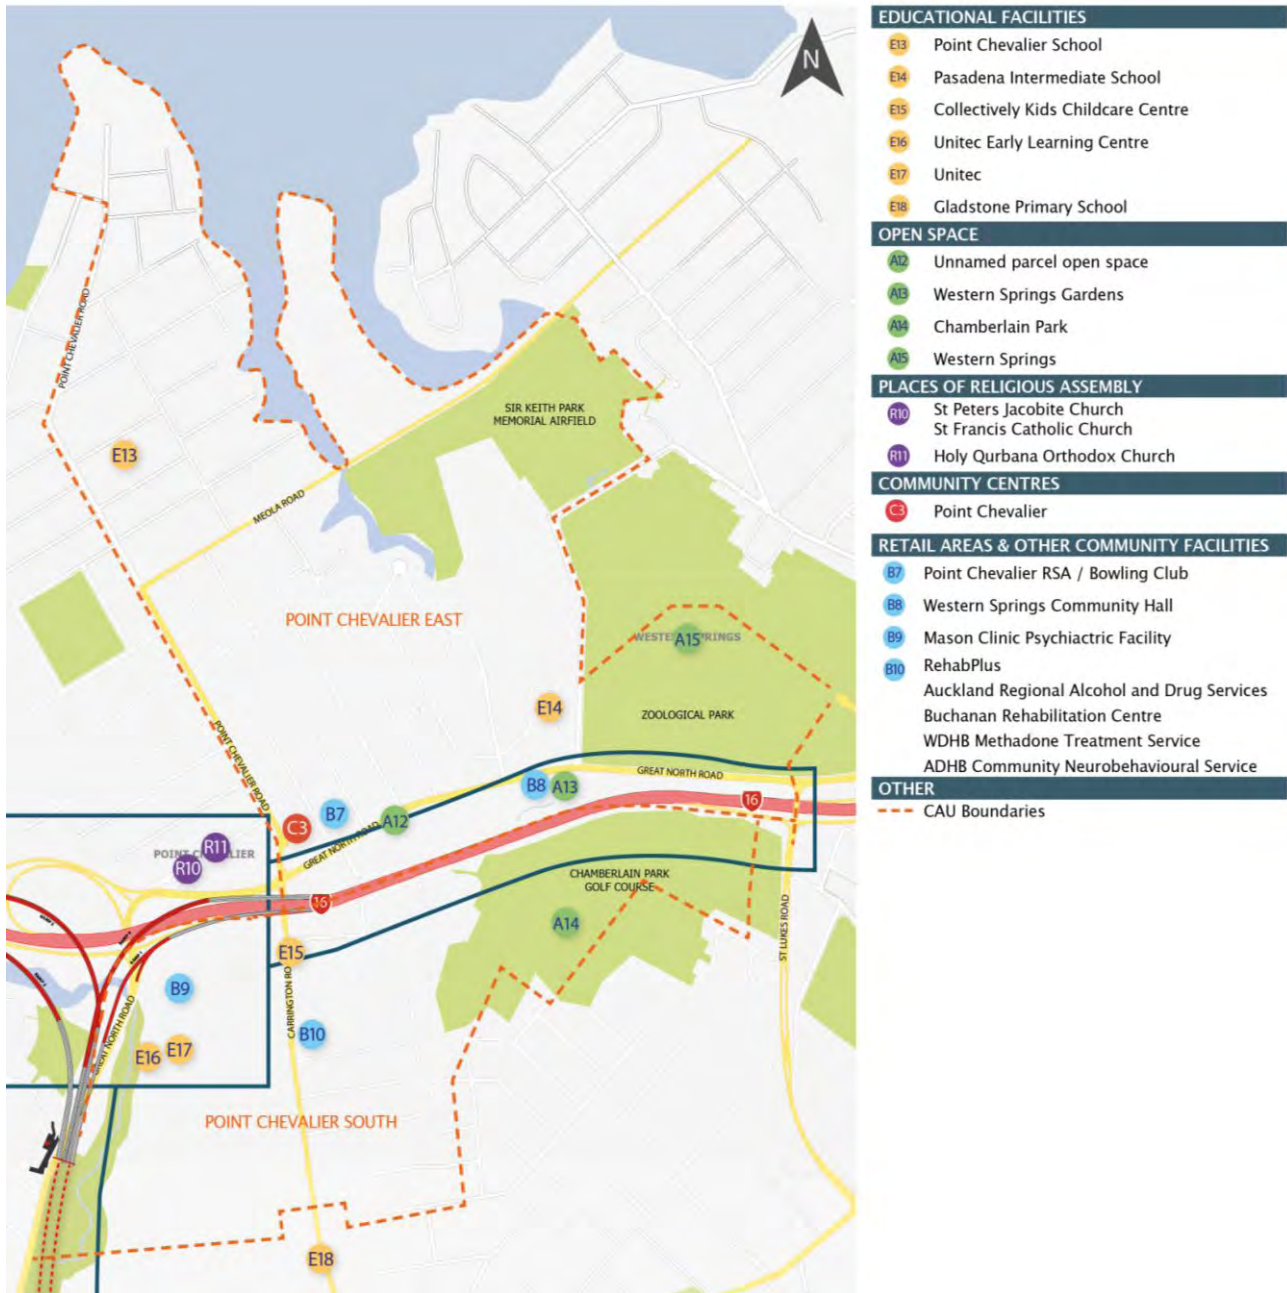 N
POINT CHEVALIER ROAD
SIR KEITH PARK
MEMORIAL AIRFIELD
E13
MEOLA ROAD
POINT CHEVALIER EAST
WESTERN SPRINGS
A15
E14
ZOOLOGICAL PARK
POINT CHEVALIER ROAD
GREAT NORTH ROAD
B8
A13
16
B7
A12
C3
GREAT NORTH ROAD
R11
POINT CHEVALIER
R10
CHAMBERLAIN PARK
GOLF COURSE
16
A14
ST LUKES ROAD
E15
B9
CARRINGTON RO
B10
GREAT NORTH ROAD
E16
E17
POINT CHEVALIER SOUTH
E18
EDUCATIONAL FACILITIES
E13 Point Chevalier School
E14 Pasadena Intermediate School
E15 Collectively Kids Childcare Centre
E16 Unitec Early Learning Centre
E17 Unitec
E18 Gladstone Primary School
OPEN SPACE
A12 Unnamed parcel open space
A13 Western Springs Gardens
A14 Chamberlain Park
A15 Western Springs
PLACES OF RELIGIOUS ASSEMBLY
R10 St Peters Jacobite Church
St Francis Catholic Church
R11 Holy Qurbana Orthodox Church
COMMUNITY CENTRES
C3 Point Chevalier
RETAIL AREAS & OTHER COMMUNITY FACILITIES
B7 Point Chevalier RSA / Bowling Club
B8 Western Springs Community Hall
B9 Mason Clinic Psychiactric Facility
B10 RehabPlus
Auckland Regional Alcohol and Drug Services
Buchanan Rehabilitation Centre
WDHB Methadone Treatment Service
ADHB Community Neurobehavioural Service
OTHER
CAU Boundaries